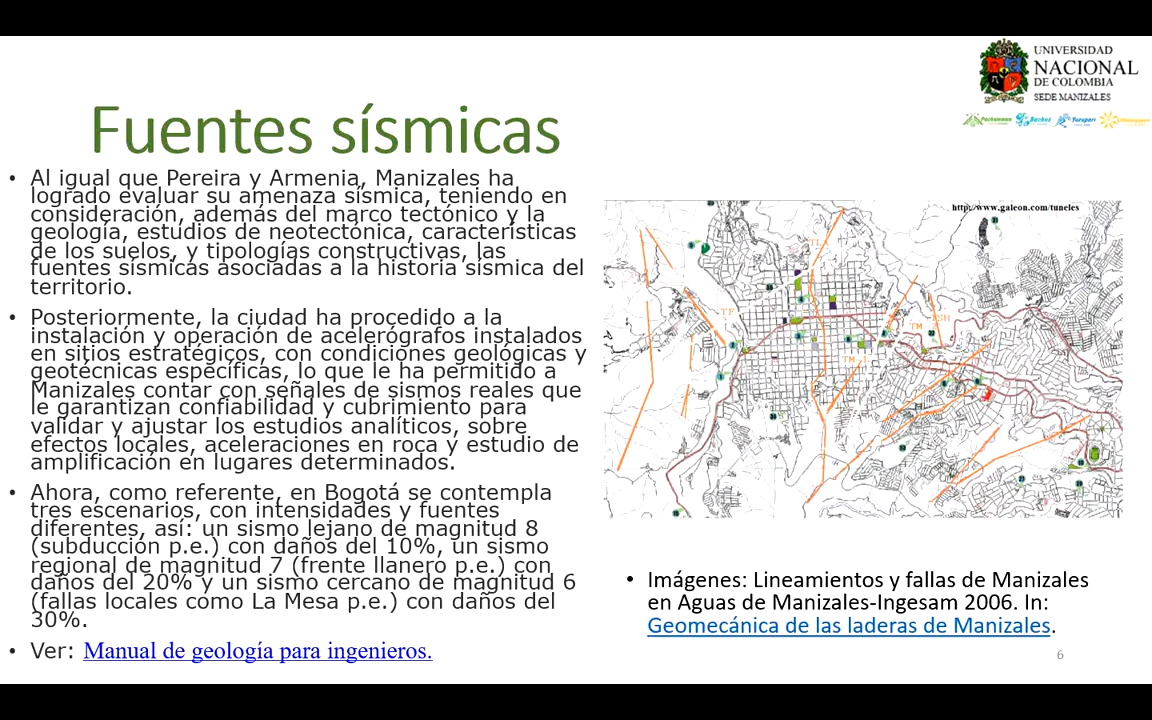 UNIVERSIDAD
NACIONAL
DE COLOMBIA
SEDE MANIZALES
Fuentes sísmicas
• Al igual que Pereira y Armenia, Manizales ha
logrado evaluar su amenaza sísmica, teniendo en
consideración, además del marco tectónico y la
geología, estudios de neotectónica, características
de los suelos, y tipologías constructivas, las
fuentes sísmicas asociadas a la historia sísmica del
territorio.
• Posteriormente, la ciudad ha procedido a la
instalación y operación de acelerógrafos instalados
en sitios estratégicos, con condiciones geológicas y
geotécnicas específicas, lo que le ha permitido a
Manizales contar con señales de sismos reales que
le garantizan confiabilidad y cubrimiento para
validar y ajustar los estudios analíticos, sobre
efectos locales, aceleraciones en roca y estudio de
amplificación en lugares determinados.
• Ahora, como referente, en Bogotá se contempla
tres escenarios, con intensidades y fuentes
diferentes, así: un sismo lejano de magnitud 8
(subducción p.e.) con daños del 10%, un sismo
regional de magnitud 7 (frente llanero p.e.) con
daños del 20% y un sismo cercano de magnitud 6
(fallas locales como La Mesa p.e.) con daños del
30%.
• Ver: Manual de geología para ingenieros.
http://www.galeon.com/tuneles
TF
TM
• Imágenes: Lineamientos y fallas de Manizales
en Aguas de Manizales-Ingesam 2006. In:
Geomecánica de las laderas de Manizales.
6